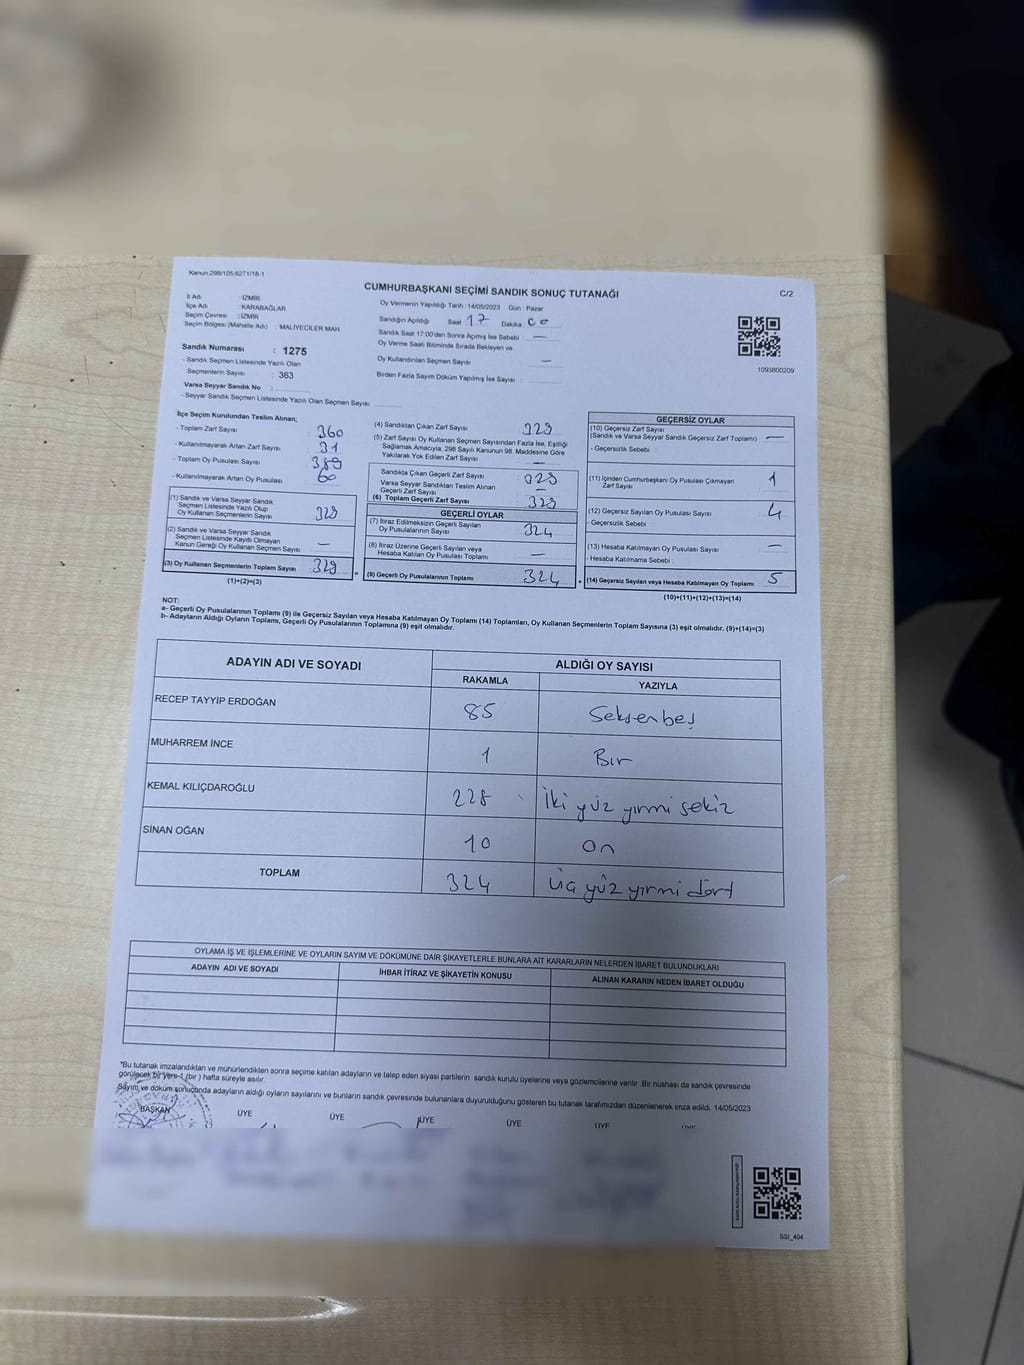 Kanun:298/105;6271/18-1
CUMHURBAŞKANI SEÇİMİ SANDIK SONUÇ TUTANAĞI
C/2
İl Adı : İZMİR
İlçe Adı : KARABAĞLAR
Seçim Çevresi : İZMİR
Seçim Bölgesi (Mahalle Adı) : MALİYECİLER MAH
Sandık Numarası : 1275
- Sandık Seçmen Listesinde Yazılı Olan
Seçmenlerin Sayısı : 363
Varsa Seyyar Sandık No :
- Seyyar Sandık Seçmen Listesinde Yazılı Olan Seçmen Sayısı:
Oy Vermenin Yapıldığı Tarih :14/05/2023 Gün : Pazar
Sandığın Açıldığı Saat 17 Dakika 00
Sandık Saat 17:00'den Sonra Açımış İse Sebebi : —
Oy Verme Saati Bitiminde Sırada Bekleyen ve
Oy Kullandırılan Seçmen Sayısı : —
Birden Fazla Sayım Döküm Yapılmış İse Sayısı :
1093800209
İlçe Seçim Kurulundan Teslim Alınan;
- Toplam Zarf Sayısı 360
- Kullanılmayarak Artan Zarf Sayısı 31
- Toplam Oy Pusulası Sayısı 389
- Kullanılmayarak Artan Oy Pusulası 60
(1) Sandık ve Varsa Seyyar Sandık
Seçmen Listesinde Yazılı Olup
Oy Kullanan Seçmenlerin Sayısı 329
(2) Sandık ve Varsa Seyyar Sandık
Seçmen Listesinde Kayıtlı Olmayan
Kanun Gereği Oy Kullanan Seçmen Sayısı —
(3) Oy Kullanan Seçmenlerin Toplam Sayısı 329
(1)+(2)=(3)
(4) Sandıktan Çıkan Zarf Sayısı 329
(5) Zarf Sayısı Oy Kullanan Seçmen Sayısından Fazla İse, Eşitliği
Sağlamak Amacıyla, 298 Sayılı Kanunun 98. Maddesine Göre
Yakılarak Yok Edilen Zarf Sayısı —
Sandıkta Çıkan Geçerli Zarf Sayısı 329
Varsa Seyyar Sandıktan Teslim Alınan
Geçerli Zarf Sayısı —
(6) Toplam Geçerli Zarf Sayısı 329
GEÇERLİ OYLAR
(7) İtiraz Edilmeksizin Geçerli Sayılan
Oy Pusulalarının Sayısı 324
(8) İtiraz Üzerine Geçerli Sayılan veya
Hesaba Katılan Oy Pusulası Toplamı —
= (9) Geçerli Oy Pusulalarının Toplamı 324
GEÇERSİZ OYLAR
(10) Geçersiz Zarf Sayısı
(Sandık ve Varsa Seyyar Sandık Geçersiz Zarf Toplamı) : —
- Geçersizlik Sebebi :
(11) İçinden Cumhurbaşkanı Oy Pusulası Çıkmayan
Zarf Sayısı 1
(12) Geçersiz Sayılan Oy Pusulası Sayısı 4
- Geçersizlik Sebebi :
(13) Hesaba Katılmayan Oy Pusulası Sayısı —
- Hesaba Katılmama Sebebi :
+ (14) Geçersiz Sayılan veya Hesaba Katılmayan Oy Toplamı 5
(10)+(11)+(12)+(13)=(14)
NOT:
a- Geçerli Oy Pusulalarının Toplamı (9) ile Geçersiz Sayılan veya Hesaba Katılmayan Oy Toplamı (14) Toplamları, Oy Kullanan Seçmenlerin Toplam Sayısına (3) eşit olmalıdır. (9)+(14)=(3)
b- Adayların Aldığı Oyların Toplamı, Geçerli Oy Pusulalarının Toplamına (9) eşit olmalıdır.
ADAYIN ADI VE SOYADI
ALDIĞI OY SAYISI
RAKAMLA YAZIYLA
RECEP TAYYİP ERDOĞAN 85 Seksenbeş
MUHARREM İNCE 1 Bir
KEMAL KILIÇDAROĞLU 228 İki yüz yirmi sekiz
SİNAN OĞAN 10 On
TOPLAM 324 Üç yüz yirmi dört
OYLAMA İŞ VE İŞLEMLERİNE VE OYLARIN SAYIM VE DÖKÜMÜNE DAİR ŞİKAYETLERLE BUNLARA AİT KARARLARIN NELERDEN İBARET BULUNDUKLARI
ADAYIN ADI VE SOYADI İHBAR İTİRAZ VE ŞİKAYETİN KONUSU ALINAN KARARIN NEDEN İBARET OLDUĞU
*Bu tutanak imzalandıktan ve mühürlendikten sonra seçime katılan adayların ve talep eden siyasi partilerin sandık kurulu üyelerine veya gözlemcilerine verilir. Bir nüshası da sandık çevresinde
görülecek bir yere 1 (bir ) hafta süreyle asılır.
Sayım ve döküm sonucunda adayların aldığı oyların sayılarını ve bunların sandık çevresinde bulunanlara duyurulduğunu gösteren bu tutanak tarafımızdan düzenlenerek imza edildi. 14/05/2023
BAŞKAN ÜYE ÜYE ÜYE ÜYE ÜYE ÜYE
SSİ_404